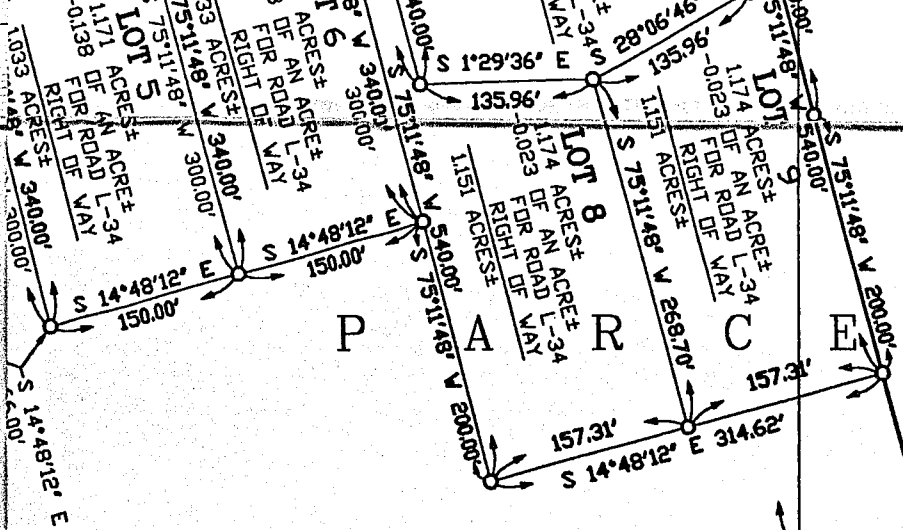 1.033 ACRES±
RIGHT OF WAY
1.171 ACRES±
-0.138 OF AN ACRE±
FOR ROAD L-34
LOT 5
75°11'48" W 340.00'
300.00'
S 75°11'48" W 340.00'
300.00'
ACRES±
RIGHT OF
ACRES±
OF AN ACRE±
FOR ROAD L-34
RIGHT OF WAY
6
W 340.00'
300.00'
S 75°11'48" W 540.00'
S 1°29'36" E
135.96'
S 28°06'46"
135.96'
WAY
L-34
LOT 8
1.174 ACRES±
-0.023 OF AN ACRE±
FOR ROAD L-34
RIGHT OF WAY
1.151 ACRES±
S 75°11'48" W 268.70'
LOT 9
1.174 ACRES±
-0.023 OF AN ACRE±
FOR ROAD L-34
RIGHT OF WAY
1.151 ACRES±
75°11'48" W 540.00'
S 75°11'48" W 200.00'
S 14°48'12" E
150.00'
S 14°48'12" E
150.00'
S 75°11'48" W 200.00'
PARCE
157.31'
157.31'
S 14°48'12" E 314.62'
S 14°48'12" E